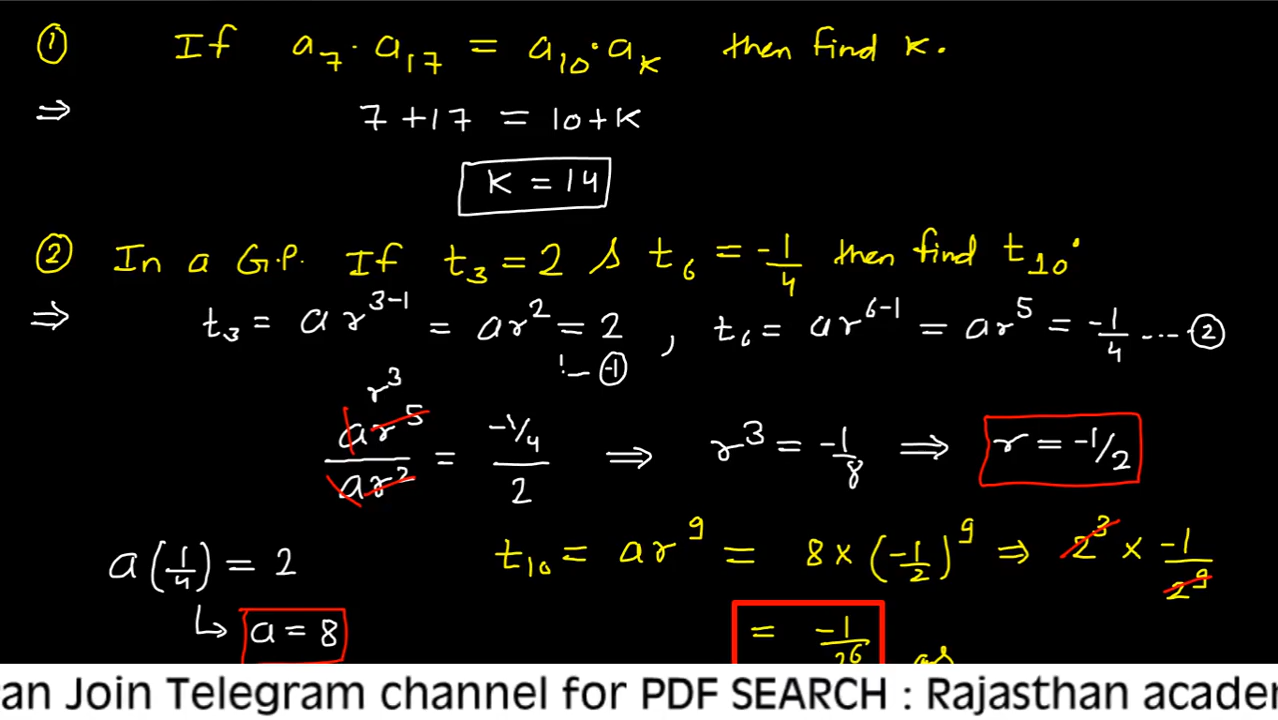 ① If a₇ · a₁₇ = a₁₀ · aₖ then find K.
⇒ 7 + 17 = 10 + K
K = 14
② In a G.P. If t₃ = 2 & t₆ = -1/4 then find t₁₀.
⇒ t₃ = a r³⁻¹ = ar² = 2 , t₆ = ar⁶⁻¹ = ar⁵ = -1/4 ---- ②
--- ①
r³
ar⁵/ar² = (-1/4)/2 ⇒ r³ = -1/8 ⇒ r = -1/2
a(1/4) = 2
t₁₀ = ar⁹ = 8 × (-1/2)⁹ ⇒ 2³ × -1/2⁹
↳ a = 8
= -1/2⁶
an Join Telegram channel for PDF SEARCH : Rajasthan acade